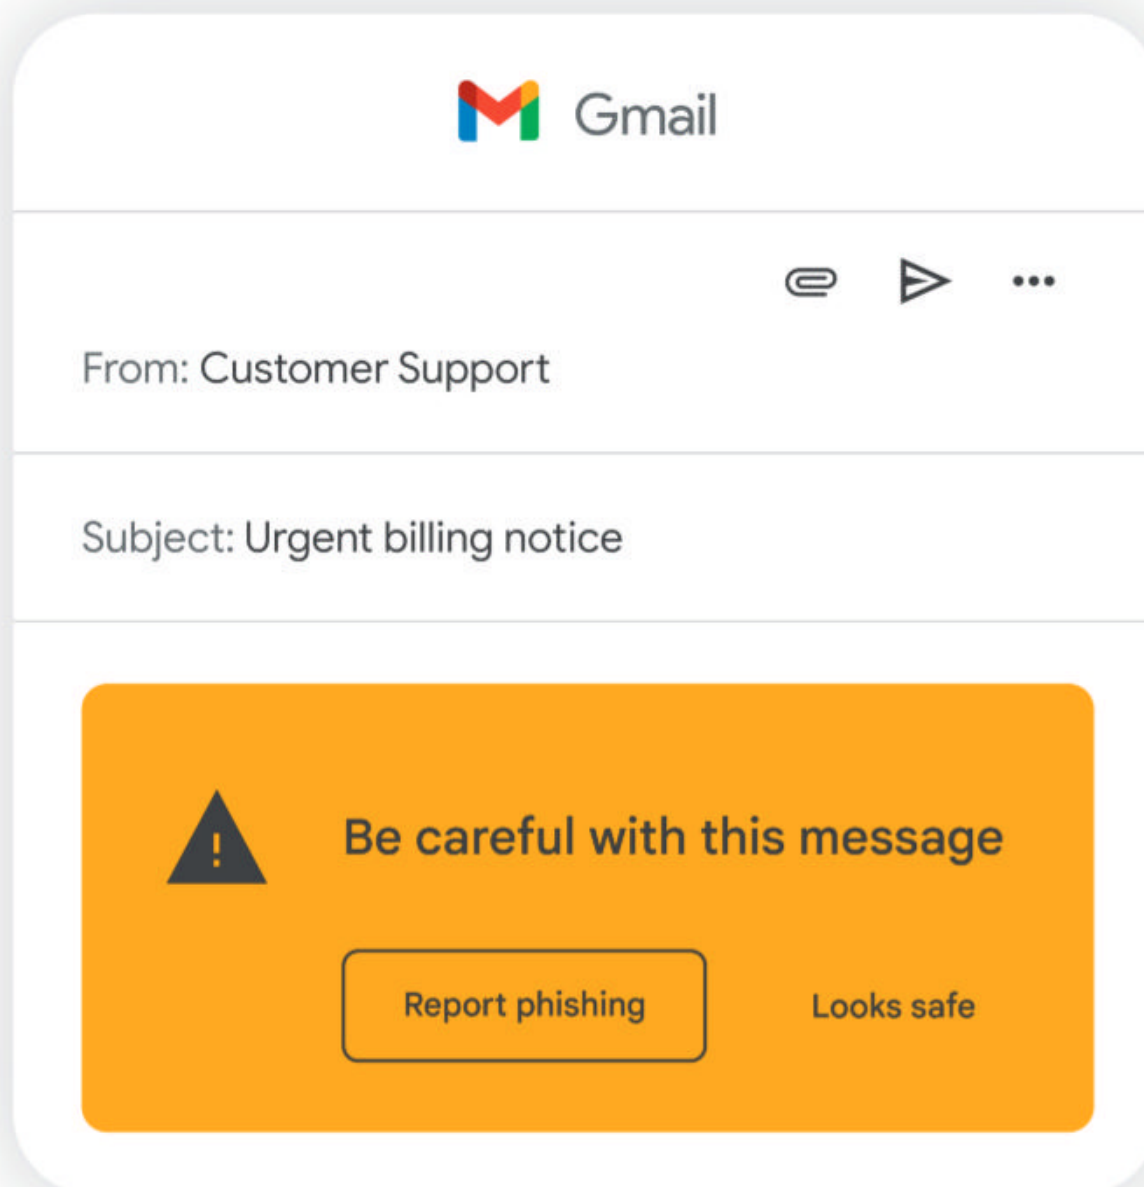 Gmail
From: Customer Support
Subject: Urgent billing notice
! Be careful with this message
Report phishing Looks safe